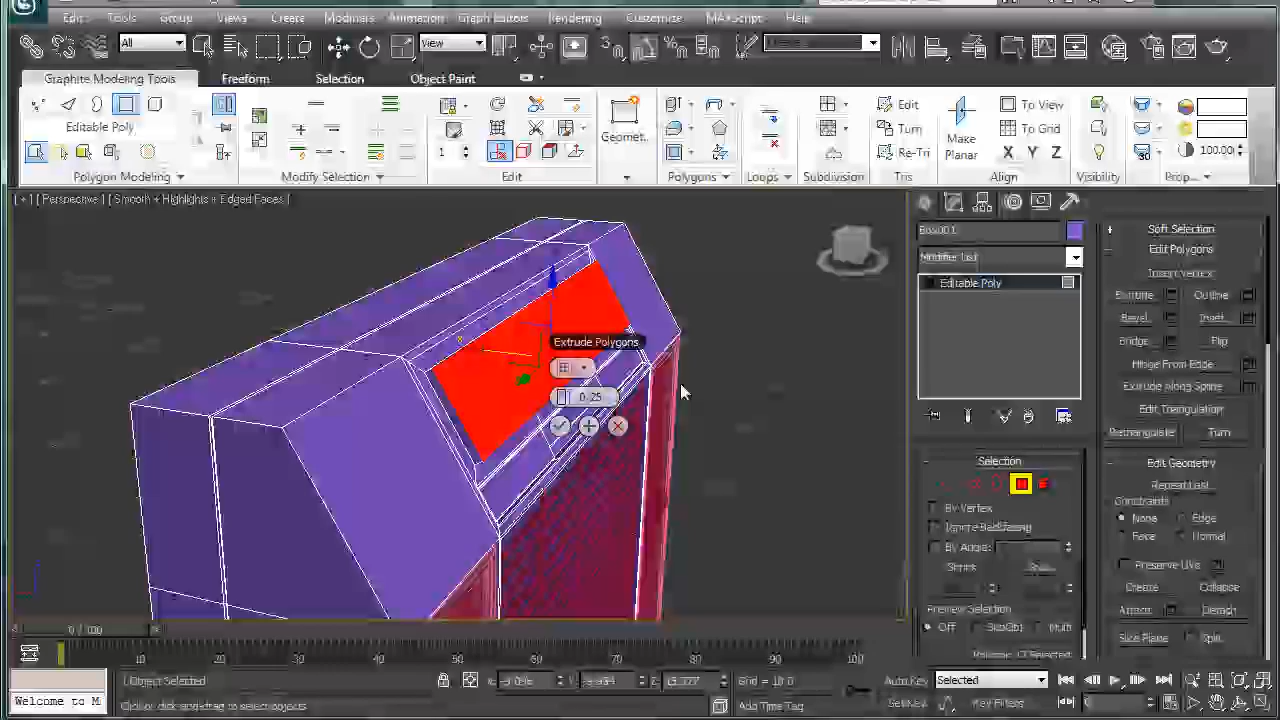 Edit Tools Group Views Create Modifiers Animation Graph Editors Rendering Customize MAXScript Help
All View
Graphite Modeling Tools Freeform Selection Object Paint
Edit To View
Editable Poly Geomet. Turn Make Planar To Grid 100.00
1 Re-Tri X Y Z
Polygon Modeling Modify Selection Edit Polygons Loops Subdivision Tris Align Visibility Prop...
[ + ] [ Perspective ] [ Smooth + Highlights + Edged Faces ]
Box001 Soft Selection
Modifier List Edit Polygons
Insert Vertex
Editable Poly
Extrude Outline
Bevel Inset
Bridge Flip
Extrude Polygons
Hinge From Edge
Extrude Along Spline
0.25
Edit Triangulation
Retriangulate Turn
Selection Edit Geometry
Repeat Last
Constraints
By Vertex None Edge
Ignore Backfacing Face Normal
By Angle:
Shrink Preserve UVs
Create Collapse
Preview Selection Attach Detach
Off SubObj Multi
0 / 100 Slice Plane Split
10 20 30 40 50 60 70 80 90 100
1 Object Selected X: Y: Z: Grid = 10.0 Auto Key Selected
Welcome to M Click or click-and-drag to select objects Add Time Tag Set Key Key Filters